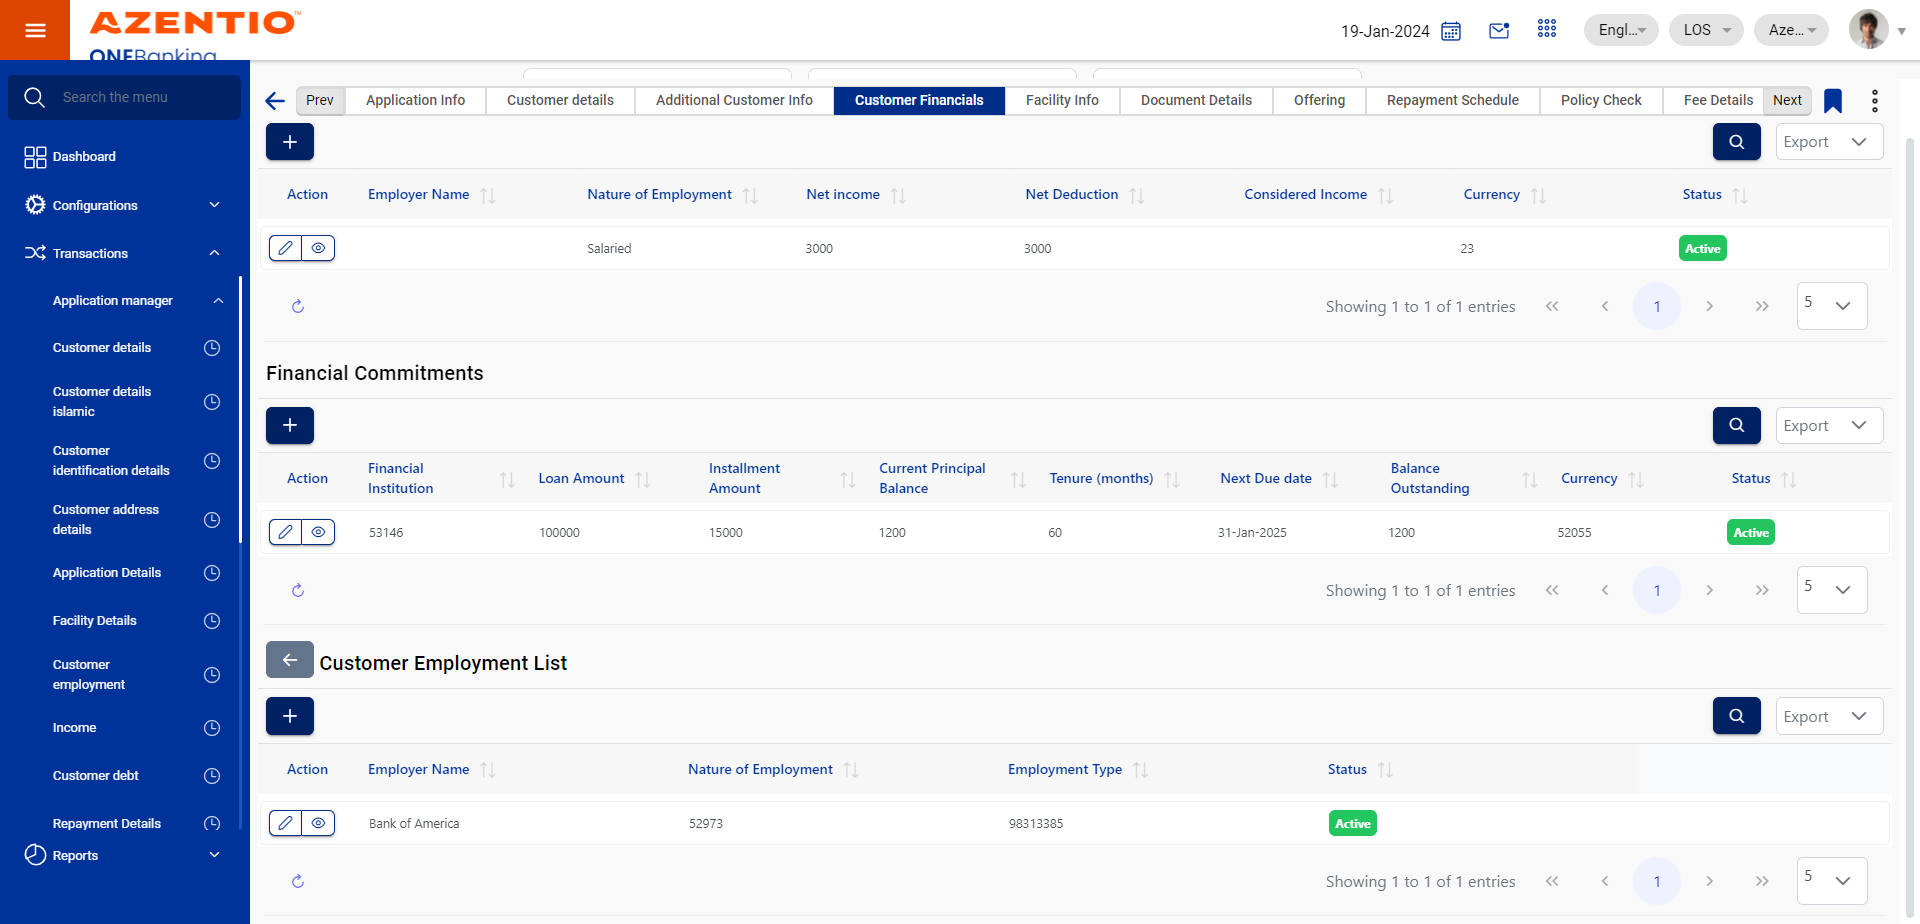 AZENTIO™
ONEBanking
19-Jan-2024
Engl...
LOS
Aze...
Search the menu
Dashboard
Configurations
Transactions
Application manager
Customer details
Customer details
islamic
Customer
identification details
Customer address
details
Application Details
Facility Details
Customer
employment
Income
Customer debt
Repayment Details
Reports
Prev
Application Info
Customer details
Additional Customer Info
Customer Financials
Facility Info
Document Details
Offering
Repayment Schedule
Policy Check
Fee Details
Next
Export
Action
Employer Name
Nature of Employment
Net income
Net Deduction
Considered Income
Currency
Status
Salaried
3000
3000
23
Active
Showing 1 to 1 of 1 entries
1
5
Financial Commitments
Export
Action
Financial
Institution
Loan Amount
Installment
Amount
Current Principal
Balance
Tenure (months)
Next Due date
Balance
Outstanding
Currency
Status
53146
100000
15000
1200
60
31-Jan-2025
1200
52055
Active
Showing 1 to 1 of 1 entries
1
5
Customer Employment List
Export
Action
Employer Name
Nature of Employment
Employment Type
Status
Bank of America
52973
98313385
Active
Showing 1 to 1 of 1 entries
1
5